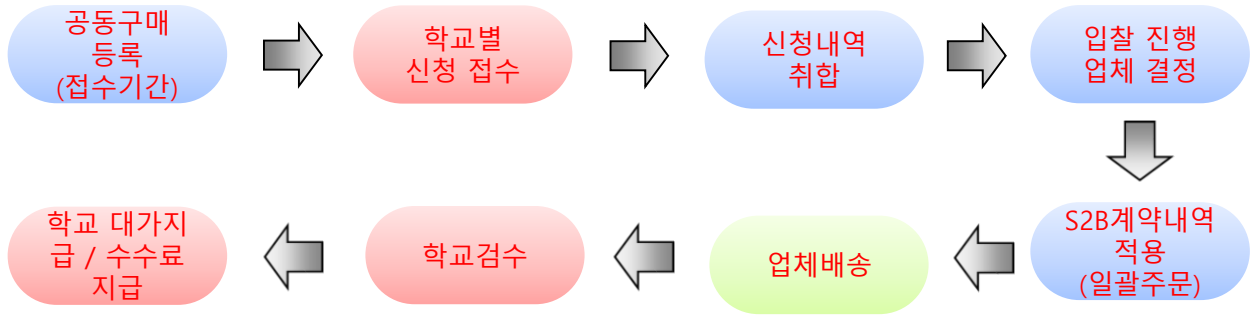 공동구매
등록
(접수기간)
학교별
신청 접수
신청내역
취합
입찰 진행
업체 결정
S2B계약내역
적용
(일괄주문)
업체배송
학교검수
학교 대가지
급 / 수수료
지급